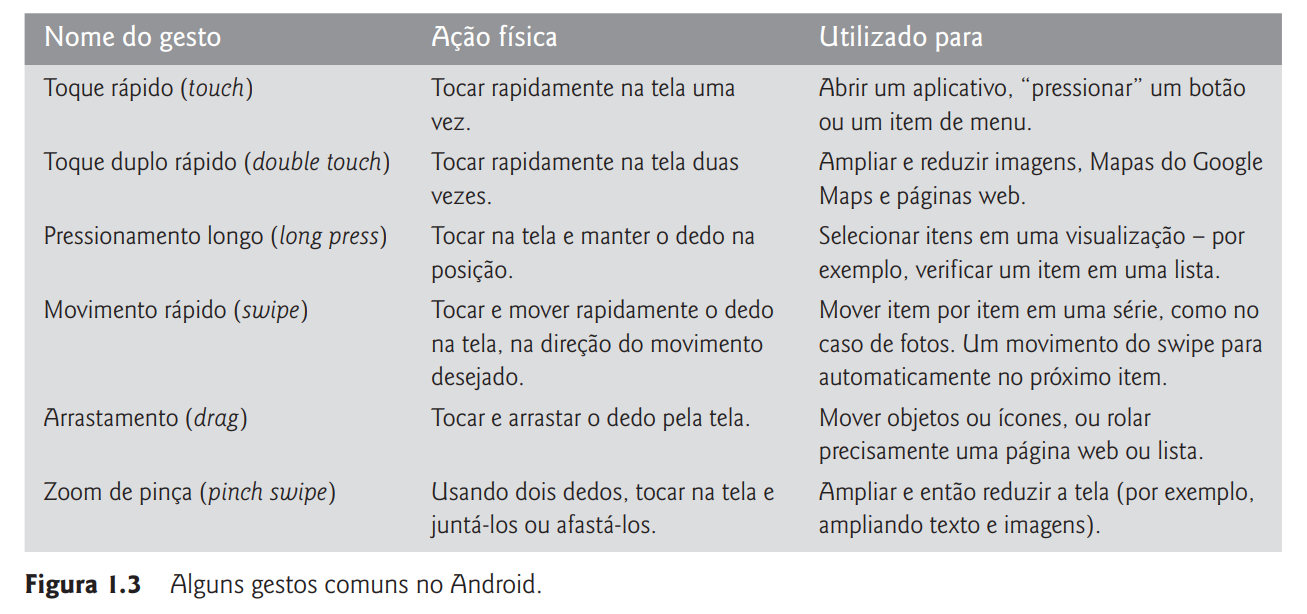 Nome do gesto Ação física Utilizado para
Toque rápido (touch) Tocar rapidamente na tela uma Abrir um aplicativo, “pressionar” um botão
vez. ou um item de menu.
Toque duplo rápido (double touch) Tocar rapidamente na tela duas Ampliar e reduzir imagens, Mapas do Google
vezes. Maps e páginas web.
Pressionamento longo (long press) Tocar na tela e manter o dedo na Selecionar itens em uma visualização – por
posição. exemplo, verificar um item em uma lista.
Movimento rápido (swipe) Tocar e mover rapidamente o dedo Mover item por item em uma série, como no
na tela, na direção do movimento caso de fotos. Um movimento do swipe para
desejado. automaticamente no próximo item.
Arrastamento (drag) Tocar e arrastar o dedo pela tela. Mover objetos ou ícones, ou rolar
precisamente uma página web ou lista.
Zoom de pinça (pinch swipe) Usando dois dedos, tocar na tela e Ampliar e então reduzir a tela (por exemplo,
juntá-los ou afastá-los. ampliando texto e imagens).
Figura 1.3 Alguns gestos comuns no Android.